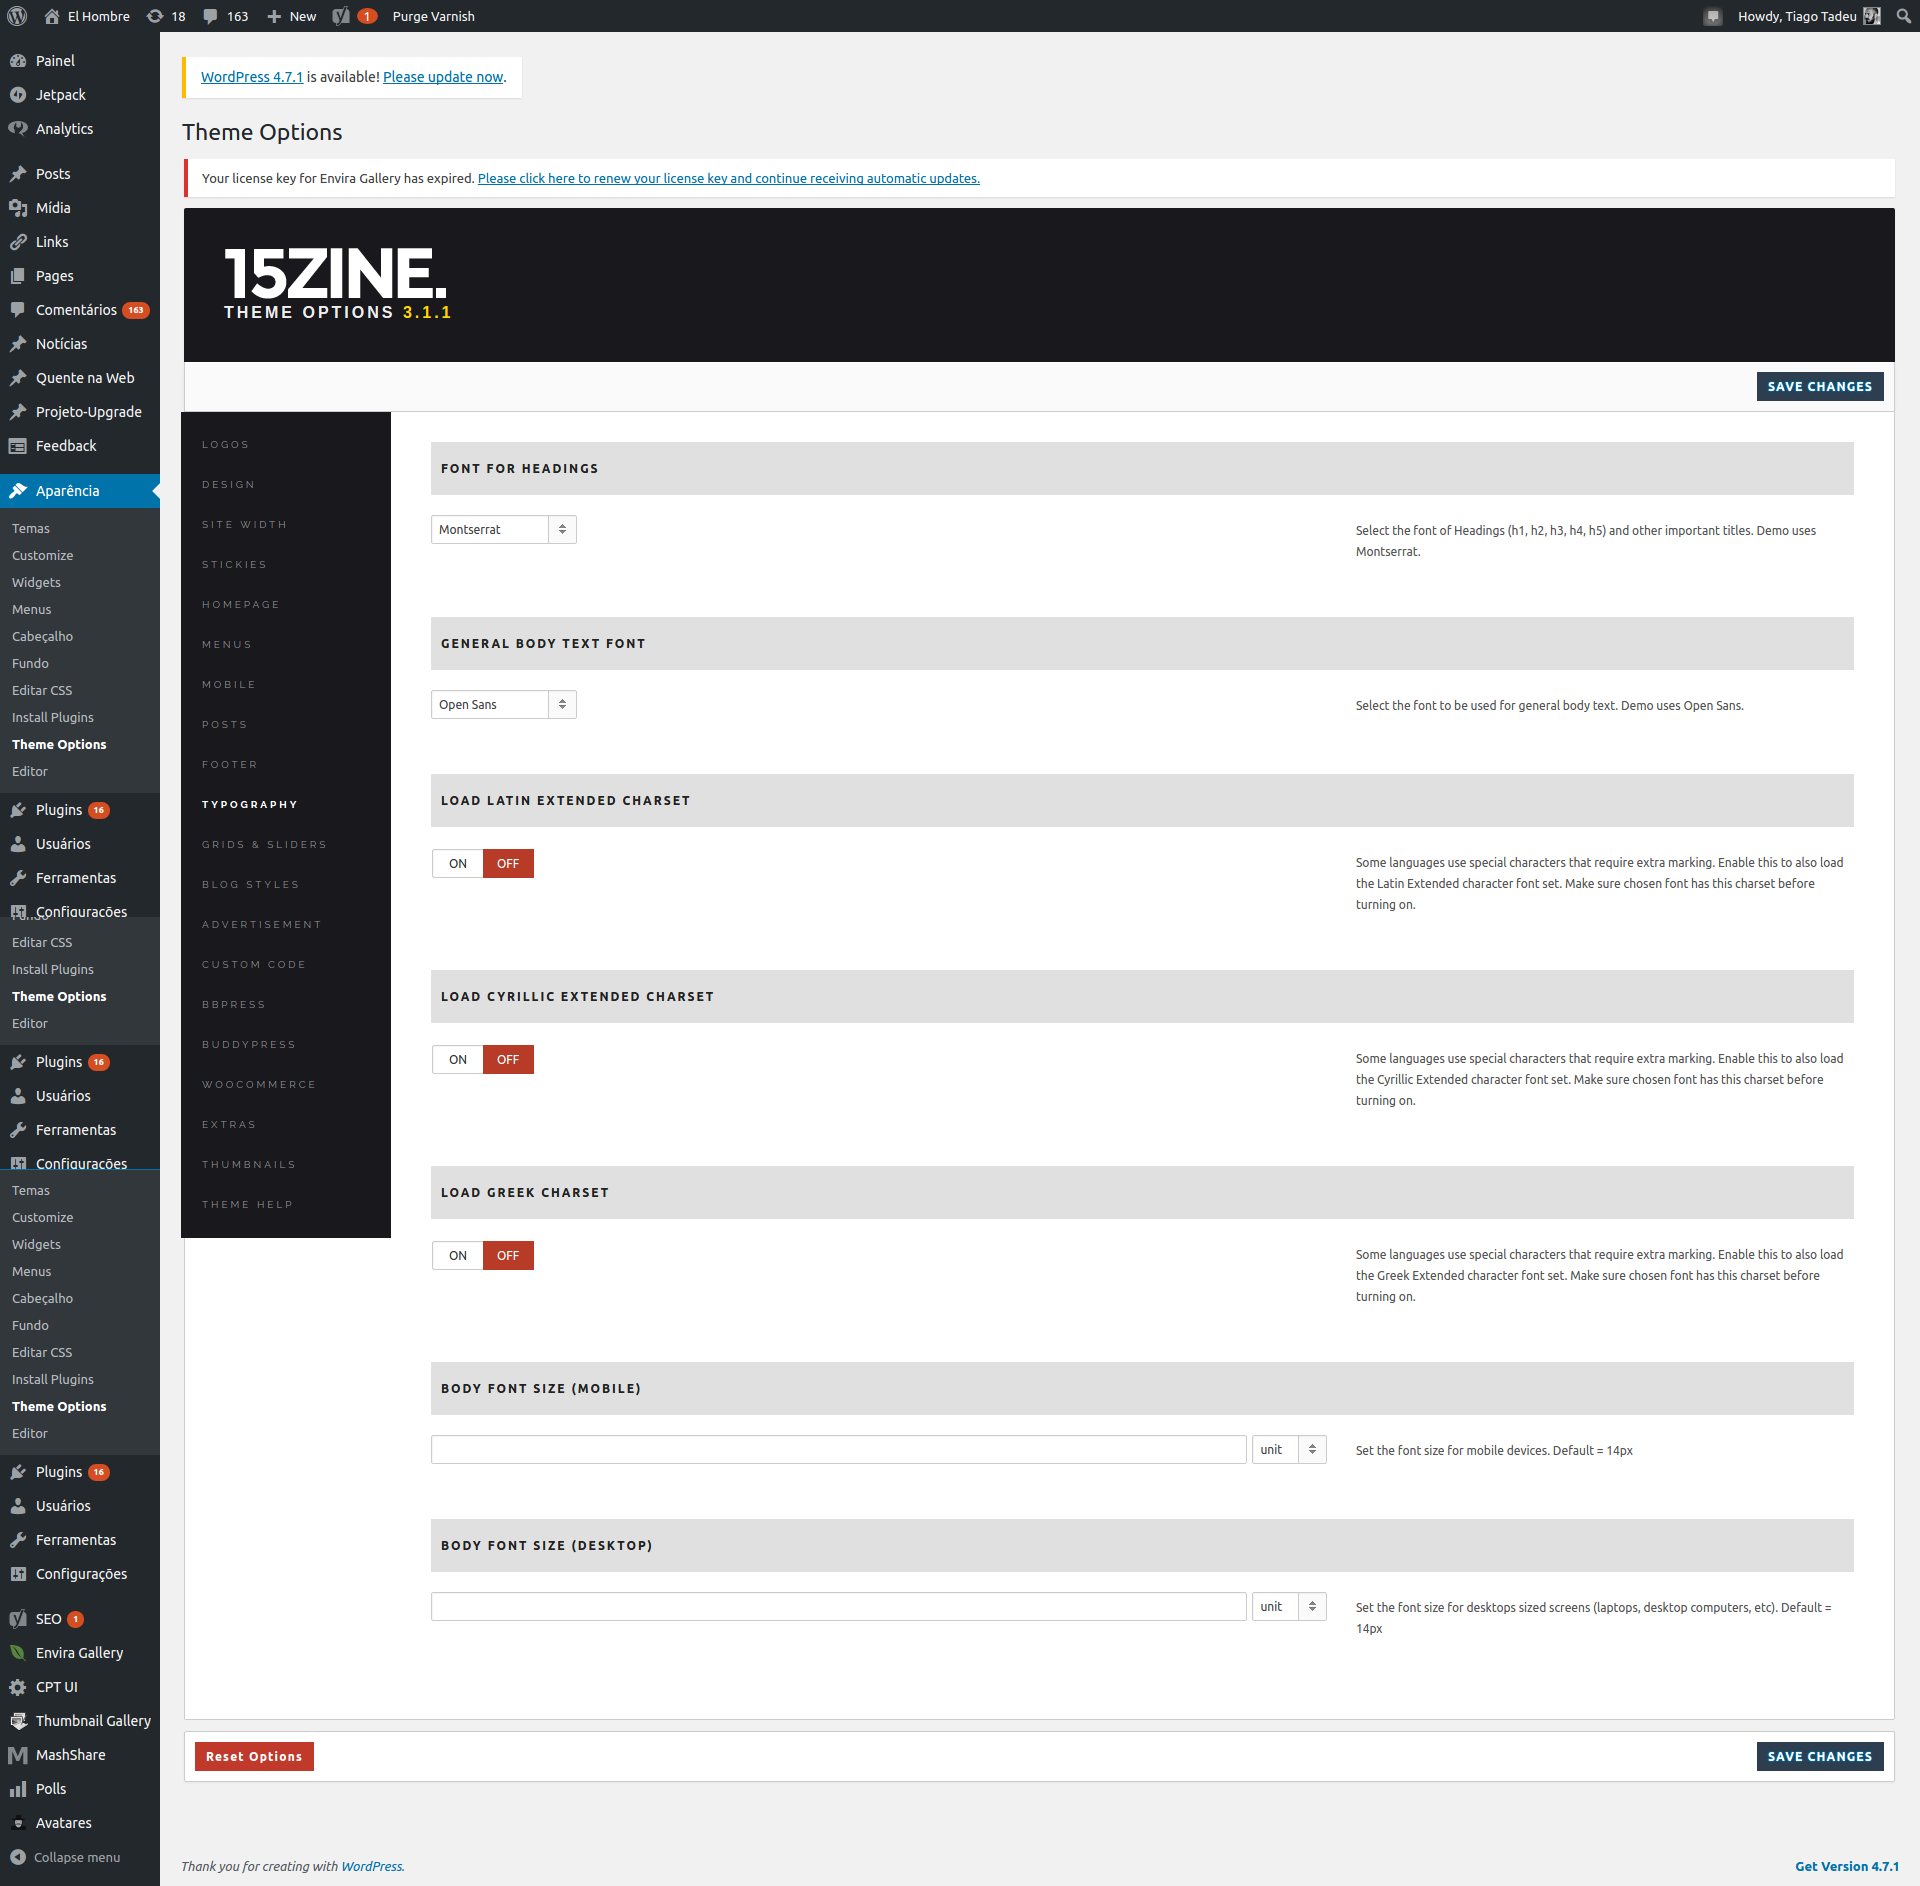 El Hombre 18 163 New 1 Purge Varnish Howdy, Tiago Tadeu
Painel
Jetpack
Analytics
Posts
Mídia
Links
Pages
Comentários 163
Notícias
Quente na Web
Projeto-Upgrade
Feedback
Aparência
Temas
Customize
Widgets
Menus
Cabeçalho
Fundo
Editar CSS
Install Plugins
Theme Options
Editor
Plugins 16
Usuários
Ferramentas
Configurações
Fundo
Editar CSS
Install Plugins
Theme Options
Editor
Plugins 16
Usuários
Ferramentas
Configurações
Temas
Customize
Widgets
Menus
Cabeçalho
Fundo
Editar CSS
Install Plugins
Theme Options
Editor
Plugins 16
Usuários
Ferramentas
Configurações
SEO 1
Envira Gallery
CPT UI
Thumbnail Gallery
MashShare
Polls
Avatares
Collapse menu
WordPress 4.7.1 is available! Please update now.
Theme Options
Your license key for Envira Gallery has expired. Please click here to renew your license key and continue receiving automatic updates.
15ZINE.
THEME OPTIONS 3.1.1
SAVE CHANGES
LOGOS
DESIGN
SITE WIDTH
STICKIES
HOMEPAGE
MENUS
MOBILE
POSTS
FOOTER
TYPOGRAPHY
GRIDS & SLIDERS
BLOG STYLES
ADVERTISEMENT
CUSTOM CODE
BBPRESS
BUDDYPRESS
WOOCOMMERCE
EXTRAS
THUMBNAILS
THEME HELP
FONT FOR HEADINGS
Montserrat
Select the font of Headings (h1, h2, h3, h4, h5) and other important titles. Demo uses
Montserrat.
GENERAL BODY TEXT FONT
Open Sans
Select the font to be used for general body text. Demo uses Open Sans.
LOAD LATIN EXTENDED CHARSET
ON OFF
Some languages use special characters that require extra marking. Enable this to also load
the Latin Extended character font set. Make sure chosen font has this charset before
turning on.
LOAD CYRILLIC EXTENDED CHARSET
ON OFF
Some languages use special characters that require extra marking. Enable this to also load
the Cyrillic Extended character font set. Make sure chosen font has this charset before
turning on.
LOAD GREEK CHARSET
ON OFF
Some languages use special characters that require extra marking. Enable this to also load
the Greek Extended character font set. Make sure chosen font has this charset before
turning on.
BODY FONT SIZE (MOBILE)
unit
Set the font size for mobile devices. Default = 14px
BODY FONT SIZE (DESKTOP)
unit
Set the font size for desktops sized screens (laptops, desktop computers, etc). Default =
14px
Reset Options
SAVE CHANGES
Thank you for creating with WordPress.
Get Version 4.7.1